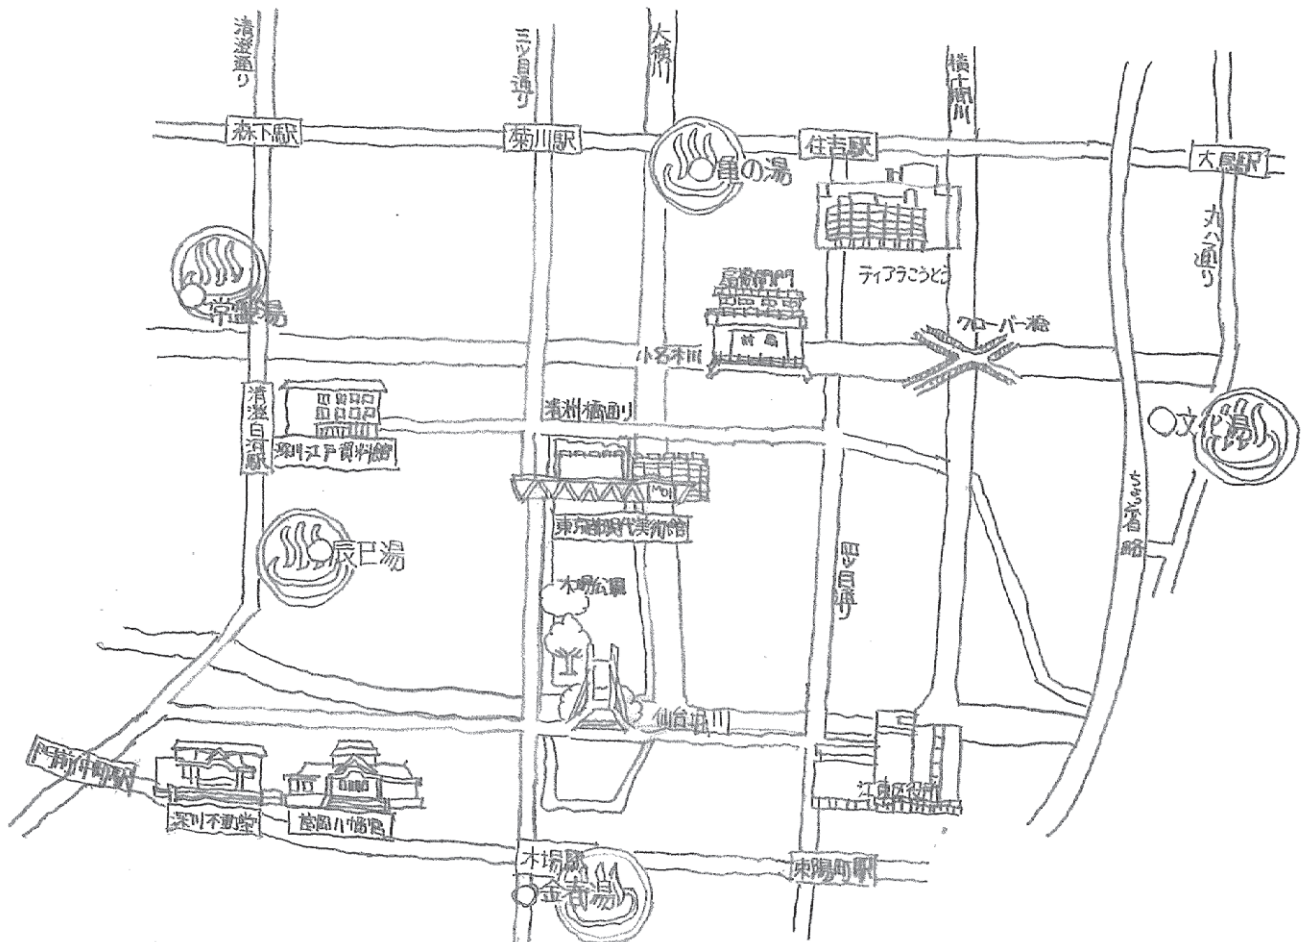 清澄通り
三ツ目通り
大横川
横十間川
森下駅
菊川駅
住吉駅
大島駅
亀の湯
丸八通り
ティアラこうとう
常盤湯
クローバー橋
小名木川
清洲橋通り
清澄白河駅
深川江戸資料館
文化湯
東京都現代美術館
辰巳湯
四ツ目通り
木場公園
仙台堀川
門前仲町駅
江東区役所
深川不動堂
富岡八幡宮
木場駅
東陽町駅
金春湯